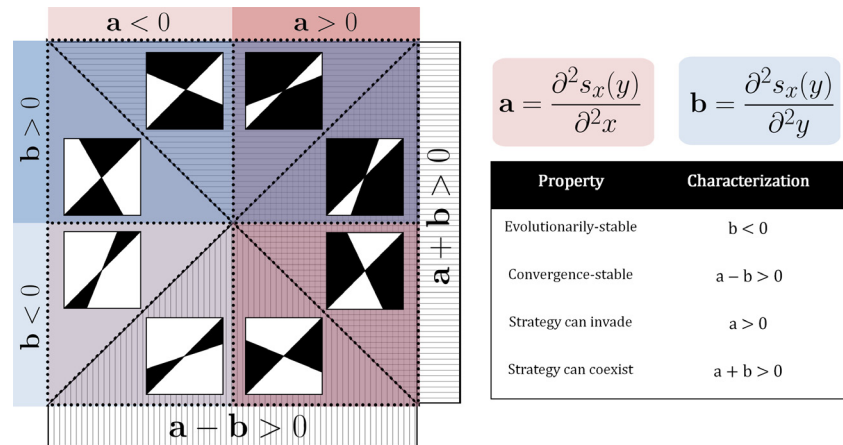 a < 0
a > 0
b > 0
b < 0
a + b > 0
a − b > 0
a = ∂²sₓ(y) / ∂²x
b = ∂²sₓ(y) / ∂²y
Property Characterization
Evolutionarily-stable b < 0
Convergence-stable a − b > 0
Strategy can invade a > 0
Strategy can coexist a + b > 0